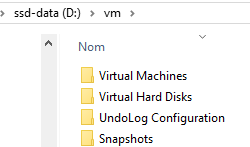 ssd-data (D:) > vm >
Nom
Virtual Machines
Virtual Hard Disks
UndoLog Configuration
Snapshots